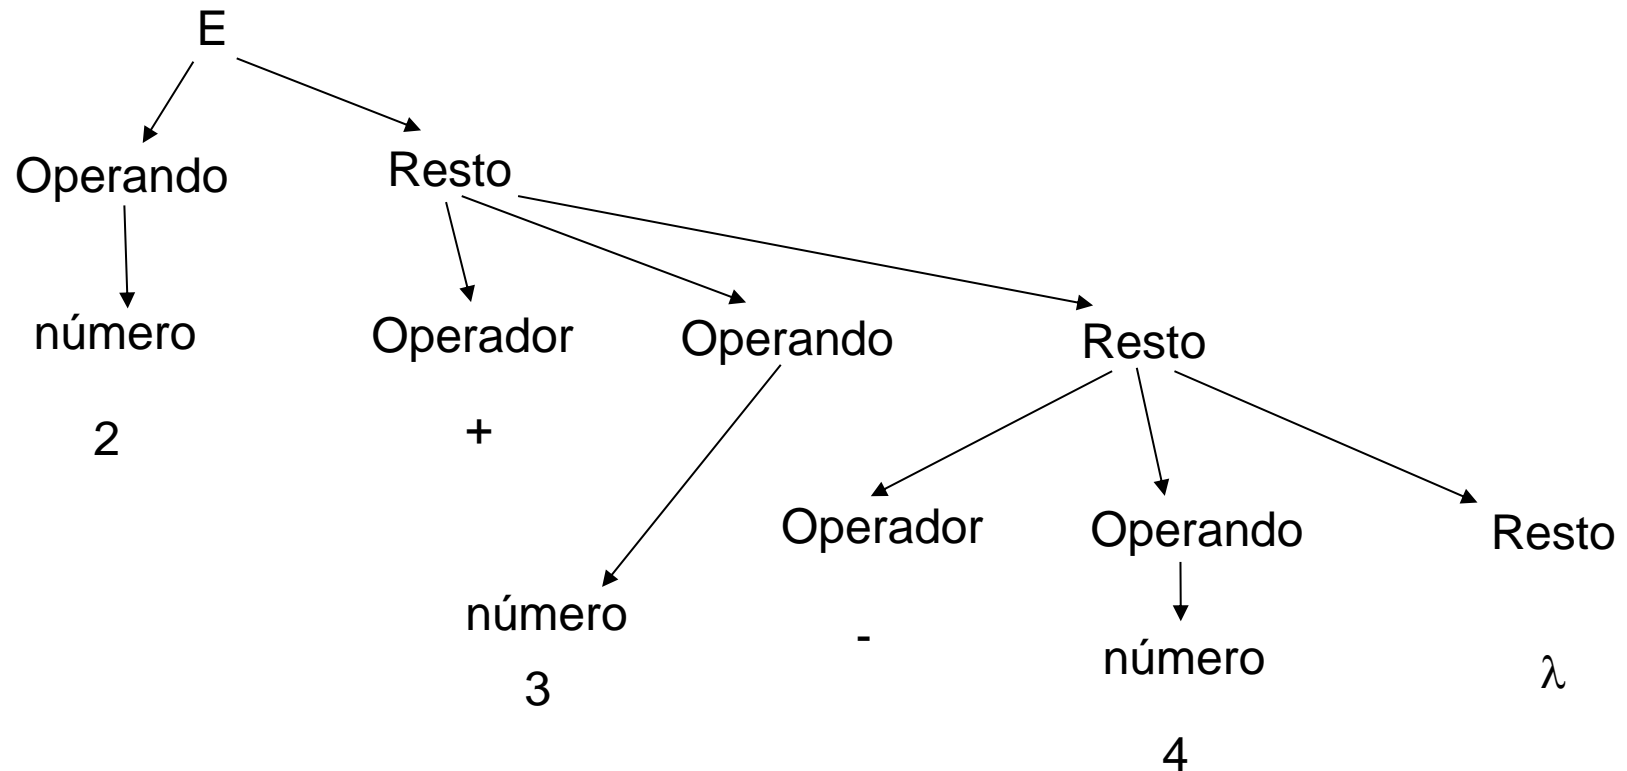 E
Operando Resto
número Operador Operando Resto
2 +
Operador Operando Resto
número - número λ
3
4